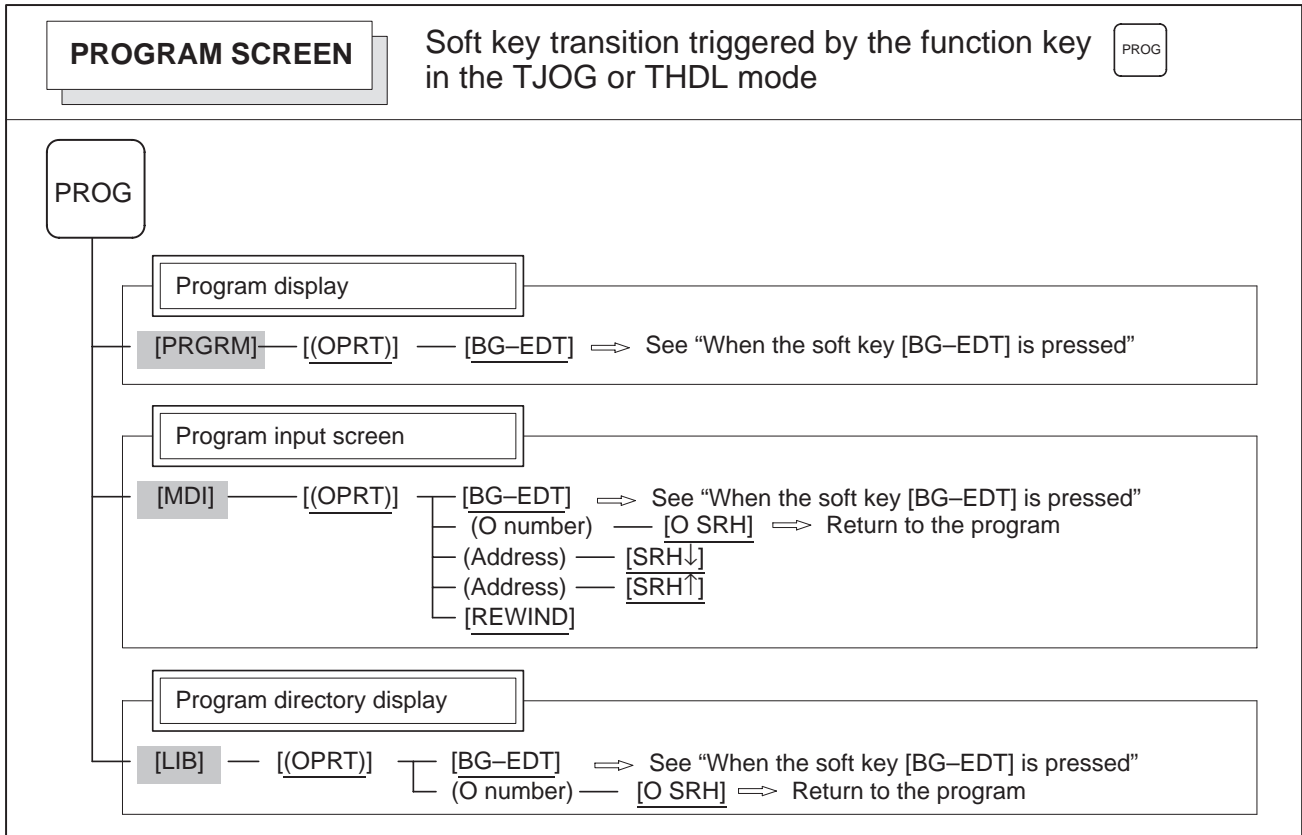 PROGRAM SCREEN
Soft key transition triggered by the function key PROG
in the TJOG or THDL mode
PROG
Program display
[PRGRM] [(OPRT)] [BG–EDT] ⇒ See “When the soft key [BG–EDT] is pressed”
Program input screen
[MDI] [(OPRT)] [BG–EDT] ⇒ See “When the soft key [BG–EDT] is pressed”
(O number) [O SRH] ⇒ Return to the program
(Address) [SRH↓]
(Address) [SRH↑]
[REWIND]
Program directory display
[LIB] [(OPRT)] [BG–EDT] ⇒ See “When the soft key [BG–EDT] is pressed”
(O number) [O SRH] ⇒ Return to the program